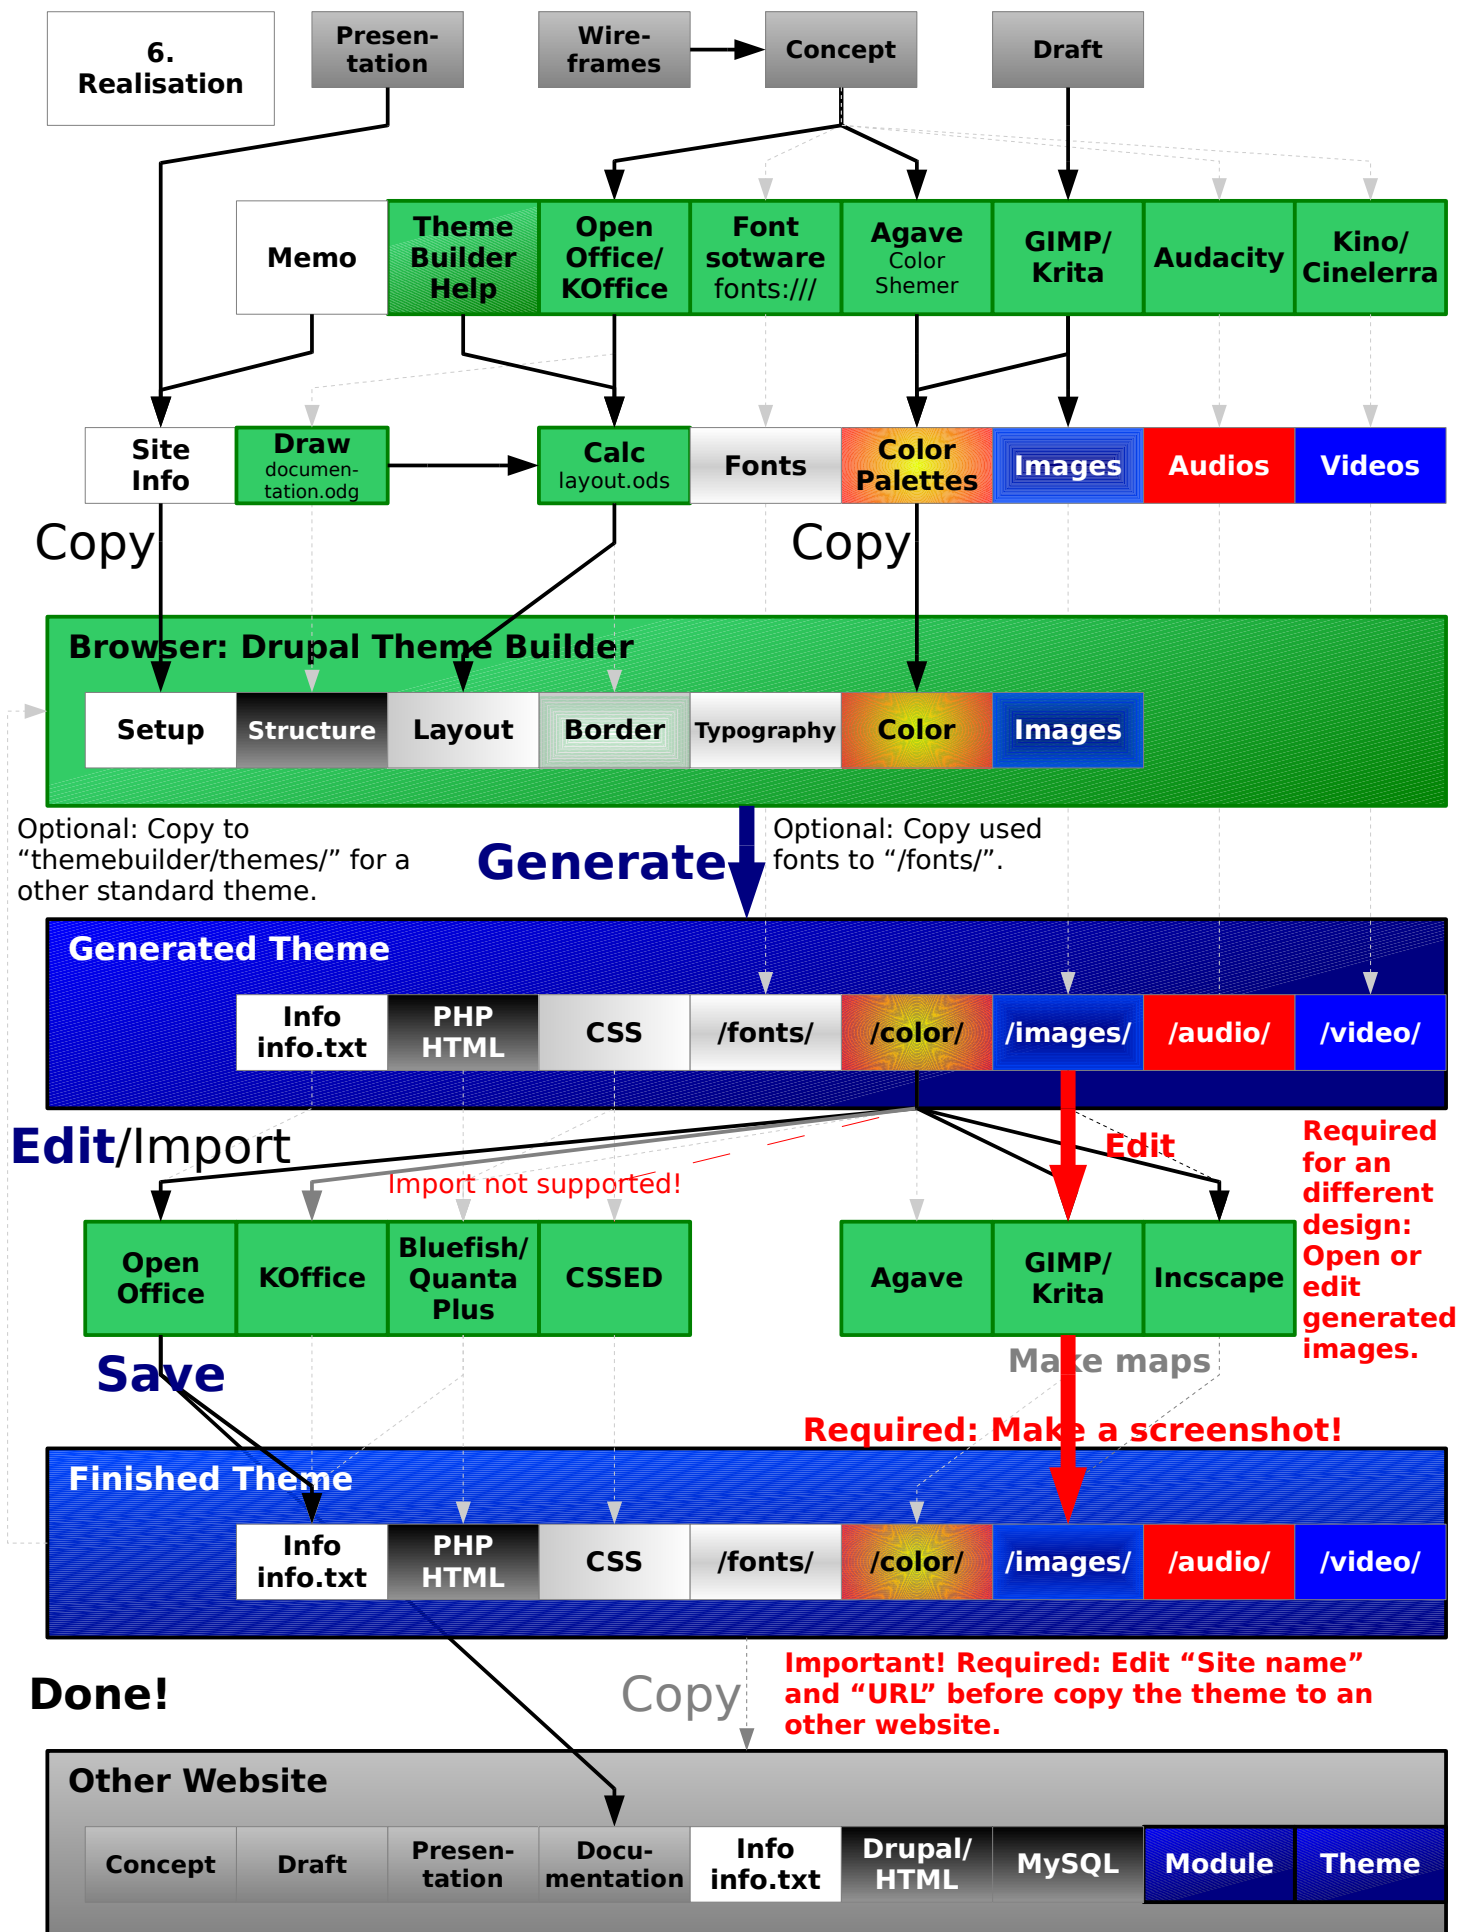 6.
Realisation
Presen-
tation
Wire-
frames
Concept
Draft
Memo
Theme
Builder
Help
Open
Office/
KOffice
Font
sotware
fonts:///
Agave
Color
Shemer
GIMP/
Krita
Audacity
Kino/
Cinelerra
Site
Info
Draw
documen-
tation.odg
Calc
layout.ods
Fonts
Color
Palettes
Images
Audios
Videos
Copy
Copy
Browser: Drupal Theme Builder
Setup
Structure
Layout
Border
Typography
Color
Images
Optional: Copy to
“themebuilder/themes/” for a
other standard theme.
Generate
Optional: Copy used
fonts to “/fonts/”.
Generated Theme
Info
info.txt
PHP
HTML
CSS
/fonts/
/color/
/images/
/audio/
/video/
Edit/Import
Import not supported!
Edit
Required
for an
different
design:
Open or
edit
generated
images.
Open
Office
KOffice
Bluefish/
Quanta
Plus
CSSED
Agave
GIMP/
Krita
Incscape
Save
Make maps
Required: Make a screenshot!
Finished Theme
Info
info.txt
PHP
HTML
CSS
/fonts/
/color/
/images/
/audio/
/video/
Done!
Copy
Important! Required: Edit “Site name”
and “URL” before copy the theme to an
other website.
Other Website
Concept
Draft
Presen-
tation
Docu-
mentation
Info
info.txt
Drupal/
HTML
MySQL
Module
Theme